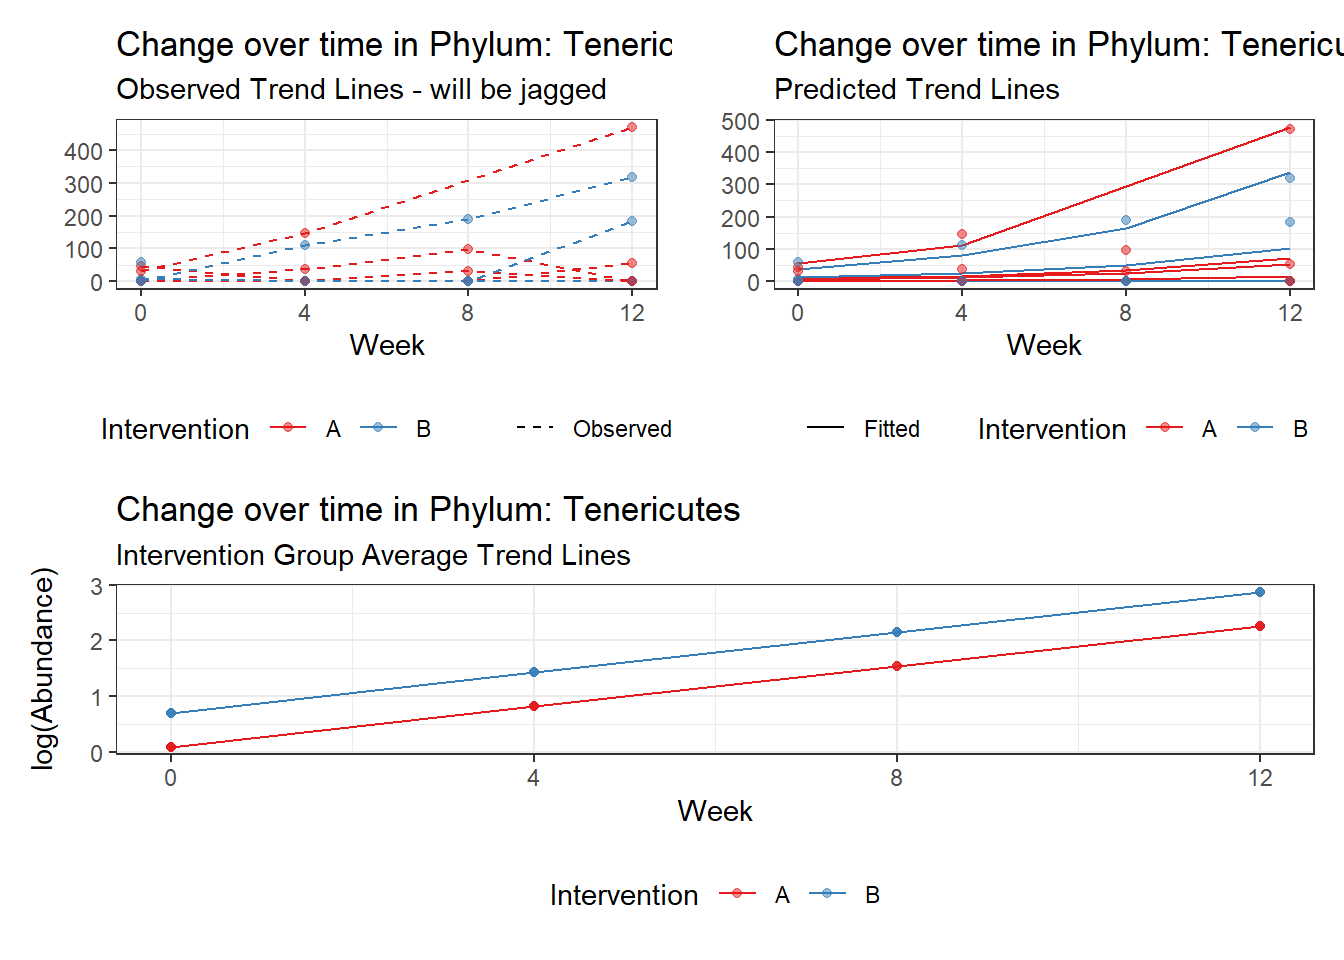 Change over time in Phylum: Teneric
Observed Trend Lines - will be jagged
400
300
200
100
0
0 4 8 12
Week
Intervention A B Observed
Change over time in Phylum: Tenericu
Predicted Trend Lines
500
400
300
200
100
0
0 4 8 12
Week
Fitted Intervention A B
Change over time in Phylum: Tenericutes
Intervention Group Average Trend Lines
log(Abundance)
3
2
1
0
0 4 8 12
Week
Intervention A B